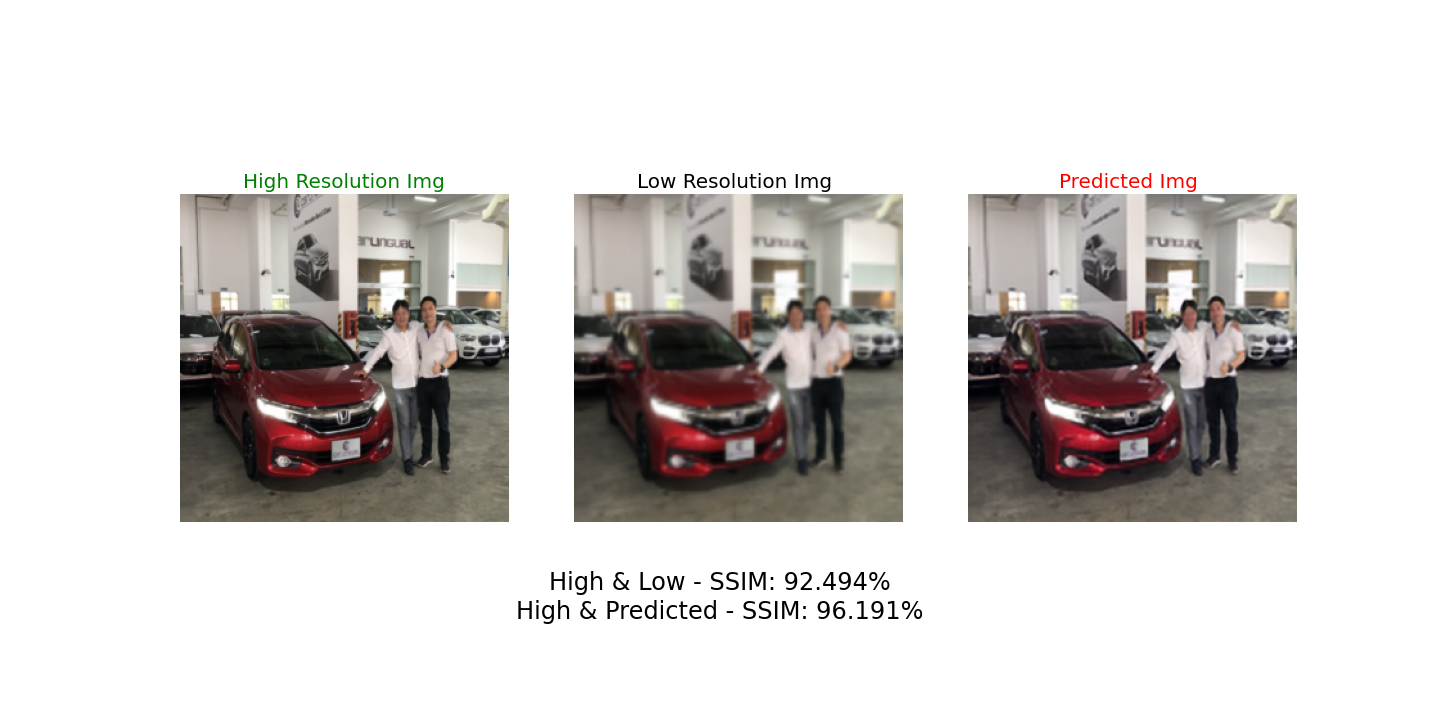 High Resolution Img
Low Resolution Img
Predicted Img
High & Low - SSIM: 92.494%
High & Predicted - SSIM: 96.191%